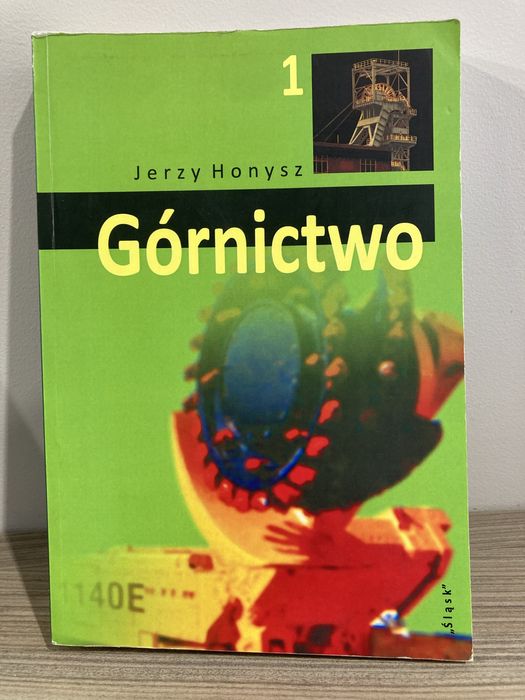 1
Jerzy Honysz
Górnictwo
1140E
„Śląsk”